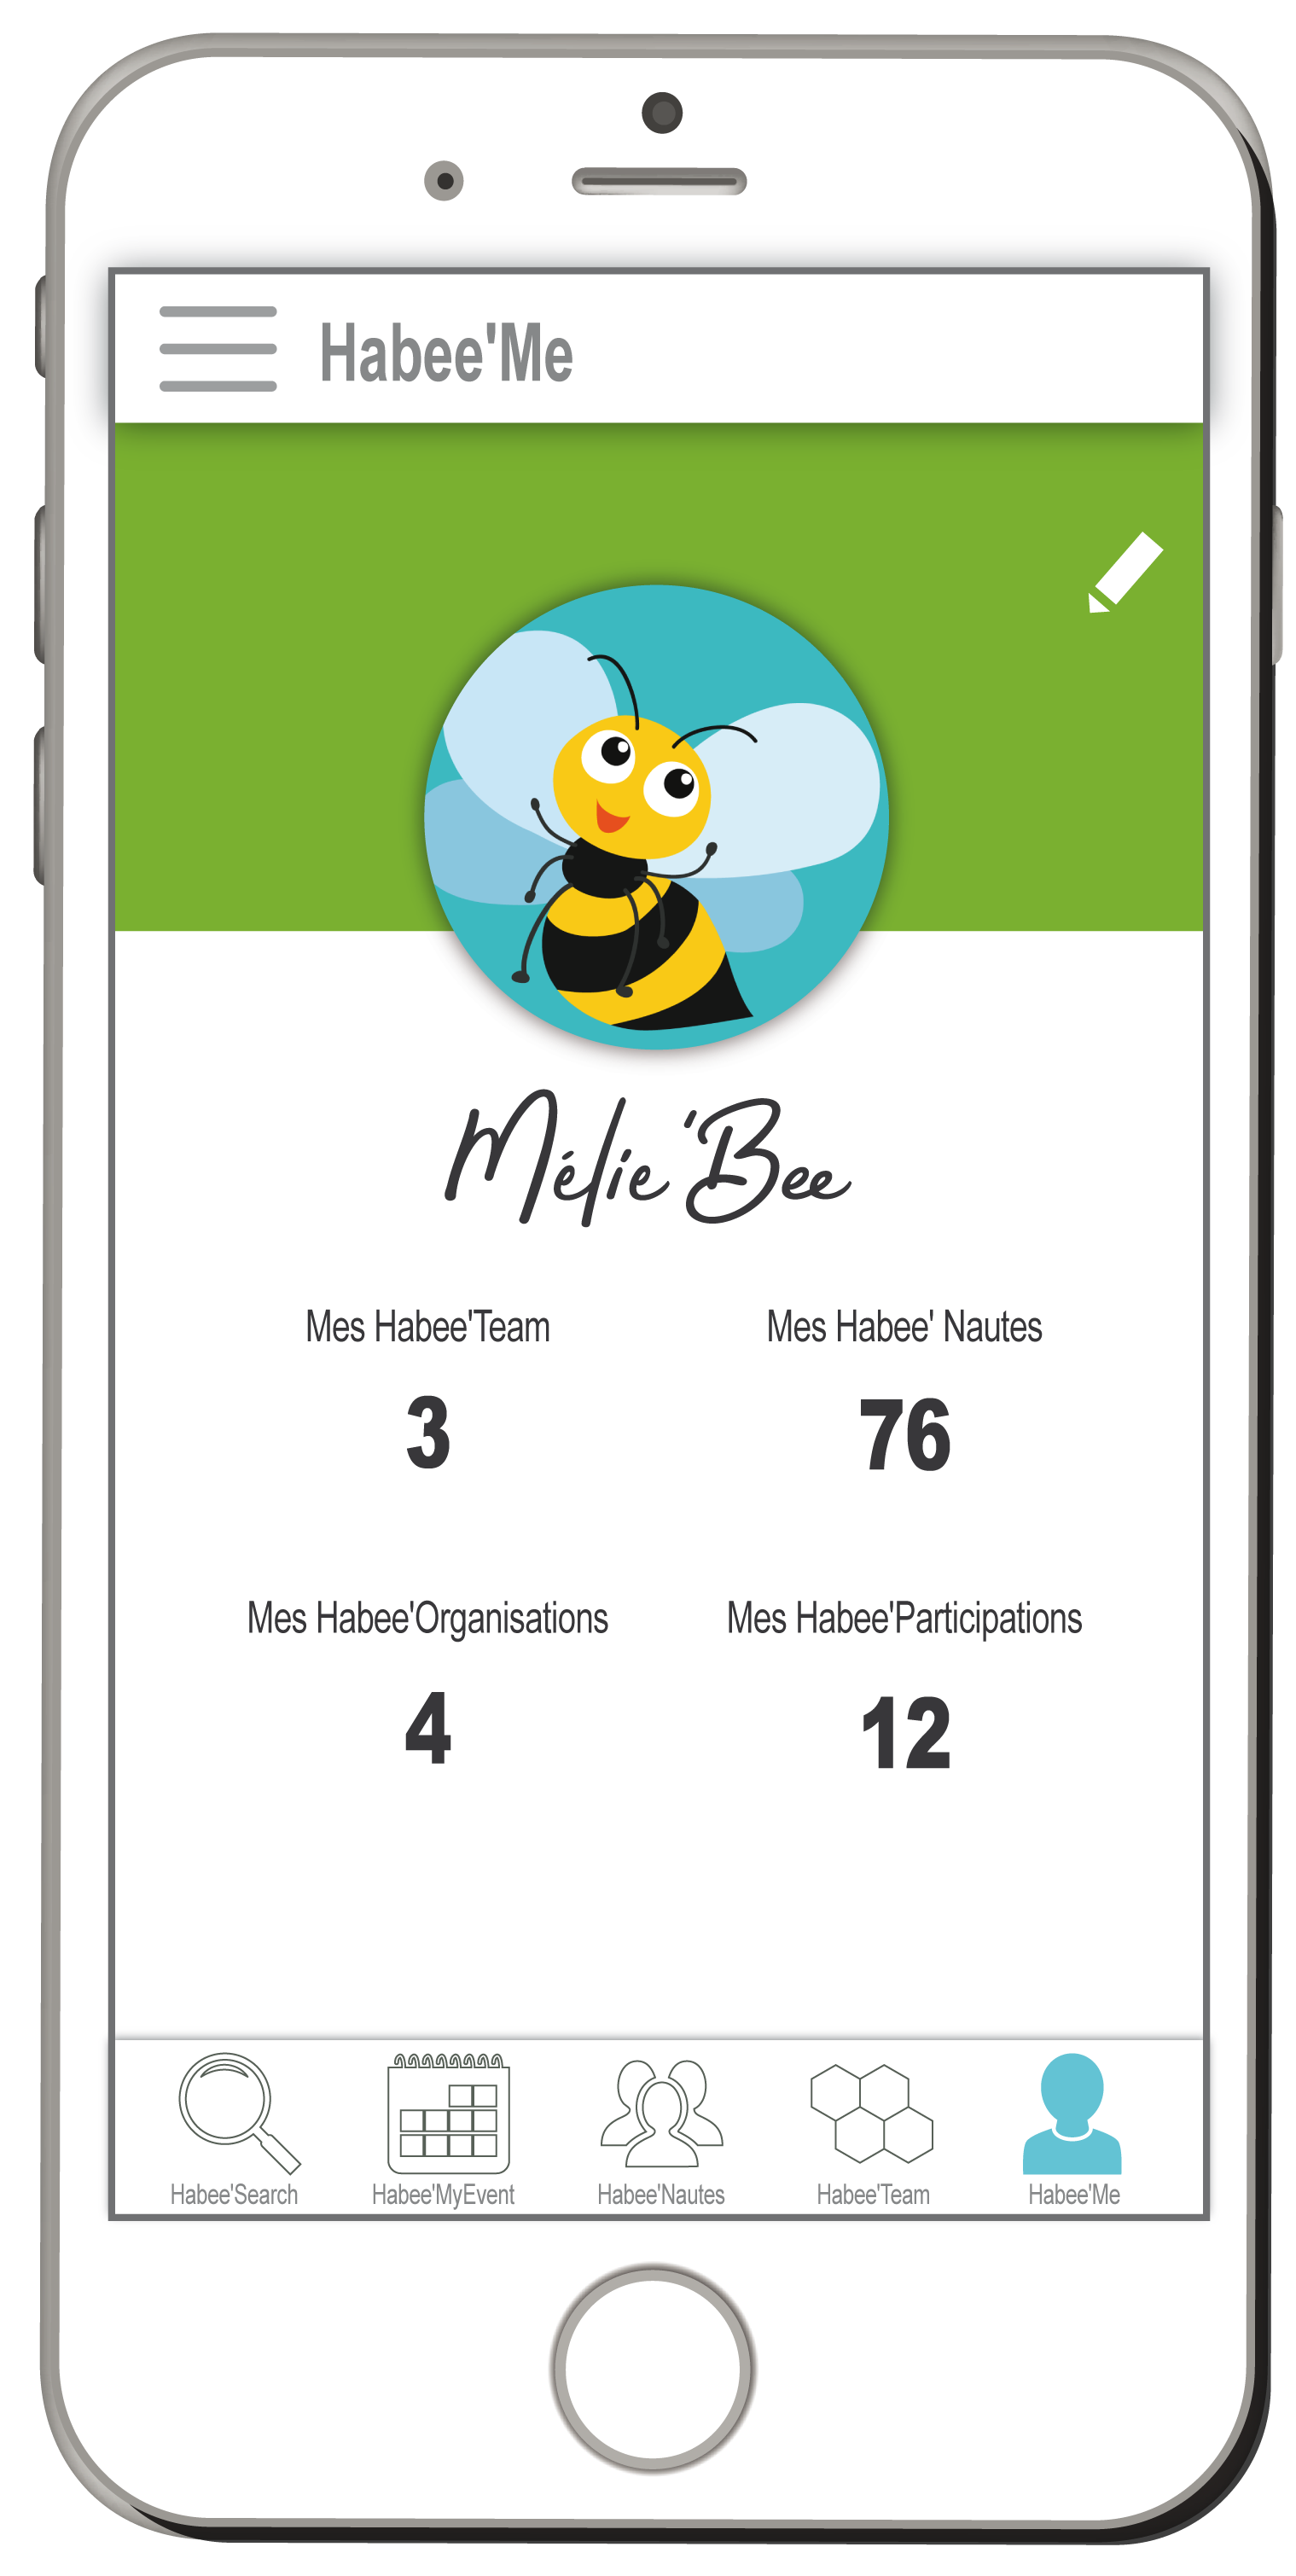 Habee'Me
Mélie'Bee
Mes Habee'Team
Mes Habee' Nautes
3
76
Mes Habee'Organisations
Mes Habee'Participations
4
12
Habee'Search
Habee'MyEvent
Habee'Nautes
Habee'Team
Habee'Me